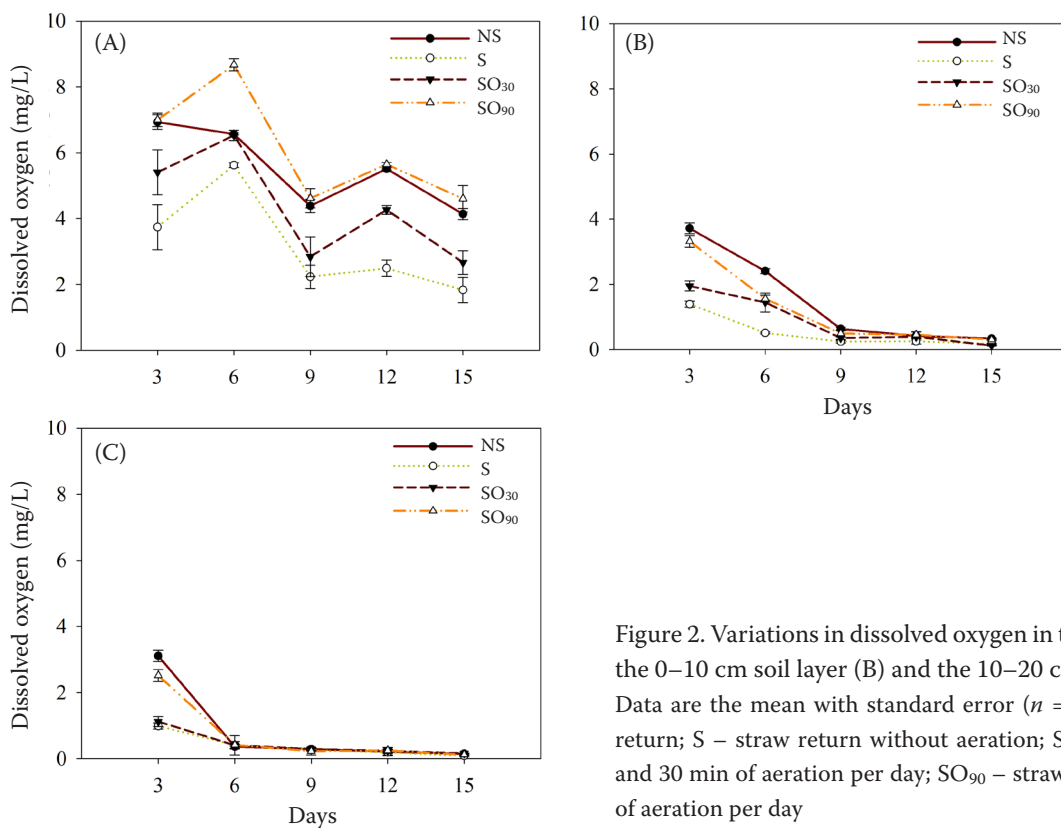 (A)
NS
S
SO₃₀
SO₉₀
Dissolved oxygen (mg/L)
10
8
6
4
2
0
3 6 9 12 15
(B)
NS
S
SO₃₀
SO₉₀
10
8
6
4
2
0
3 6 9 12 15
Days
(C)
NS
S
SO₃₀
SO₉₀
Dissolved oxygen (mg/L)
10
8
6
4
2
0
3 6 9 12 15
Days
Figure 2. Variations in dissolved oxygen in t
the 0–10 cm soil layer (B) and the 10–20 c
Data are the mean with standard error (n =
return; S – straw return without aeration; S
and 30 min of aeration per day; SO₉₀ – straw
of aeration per day